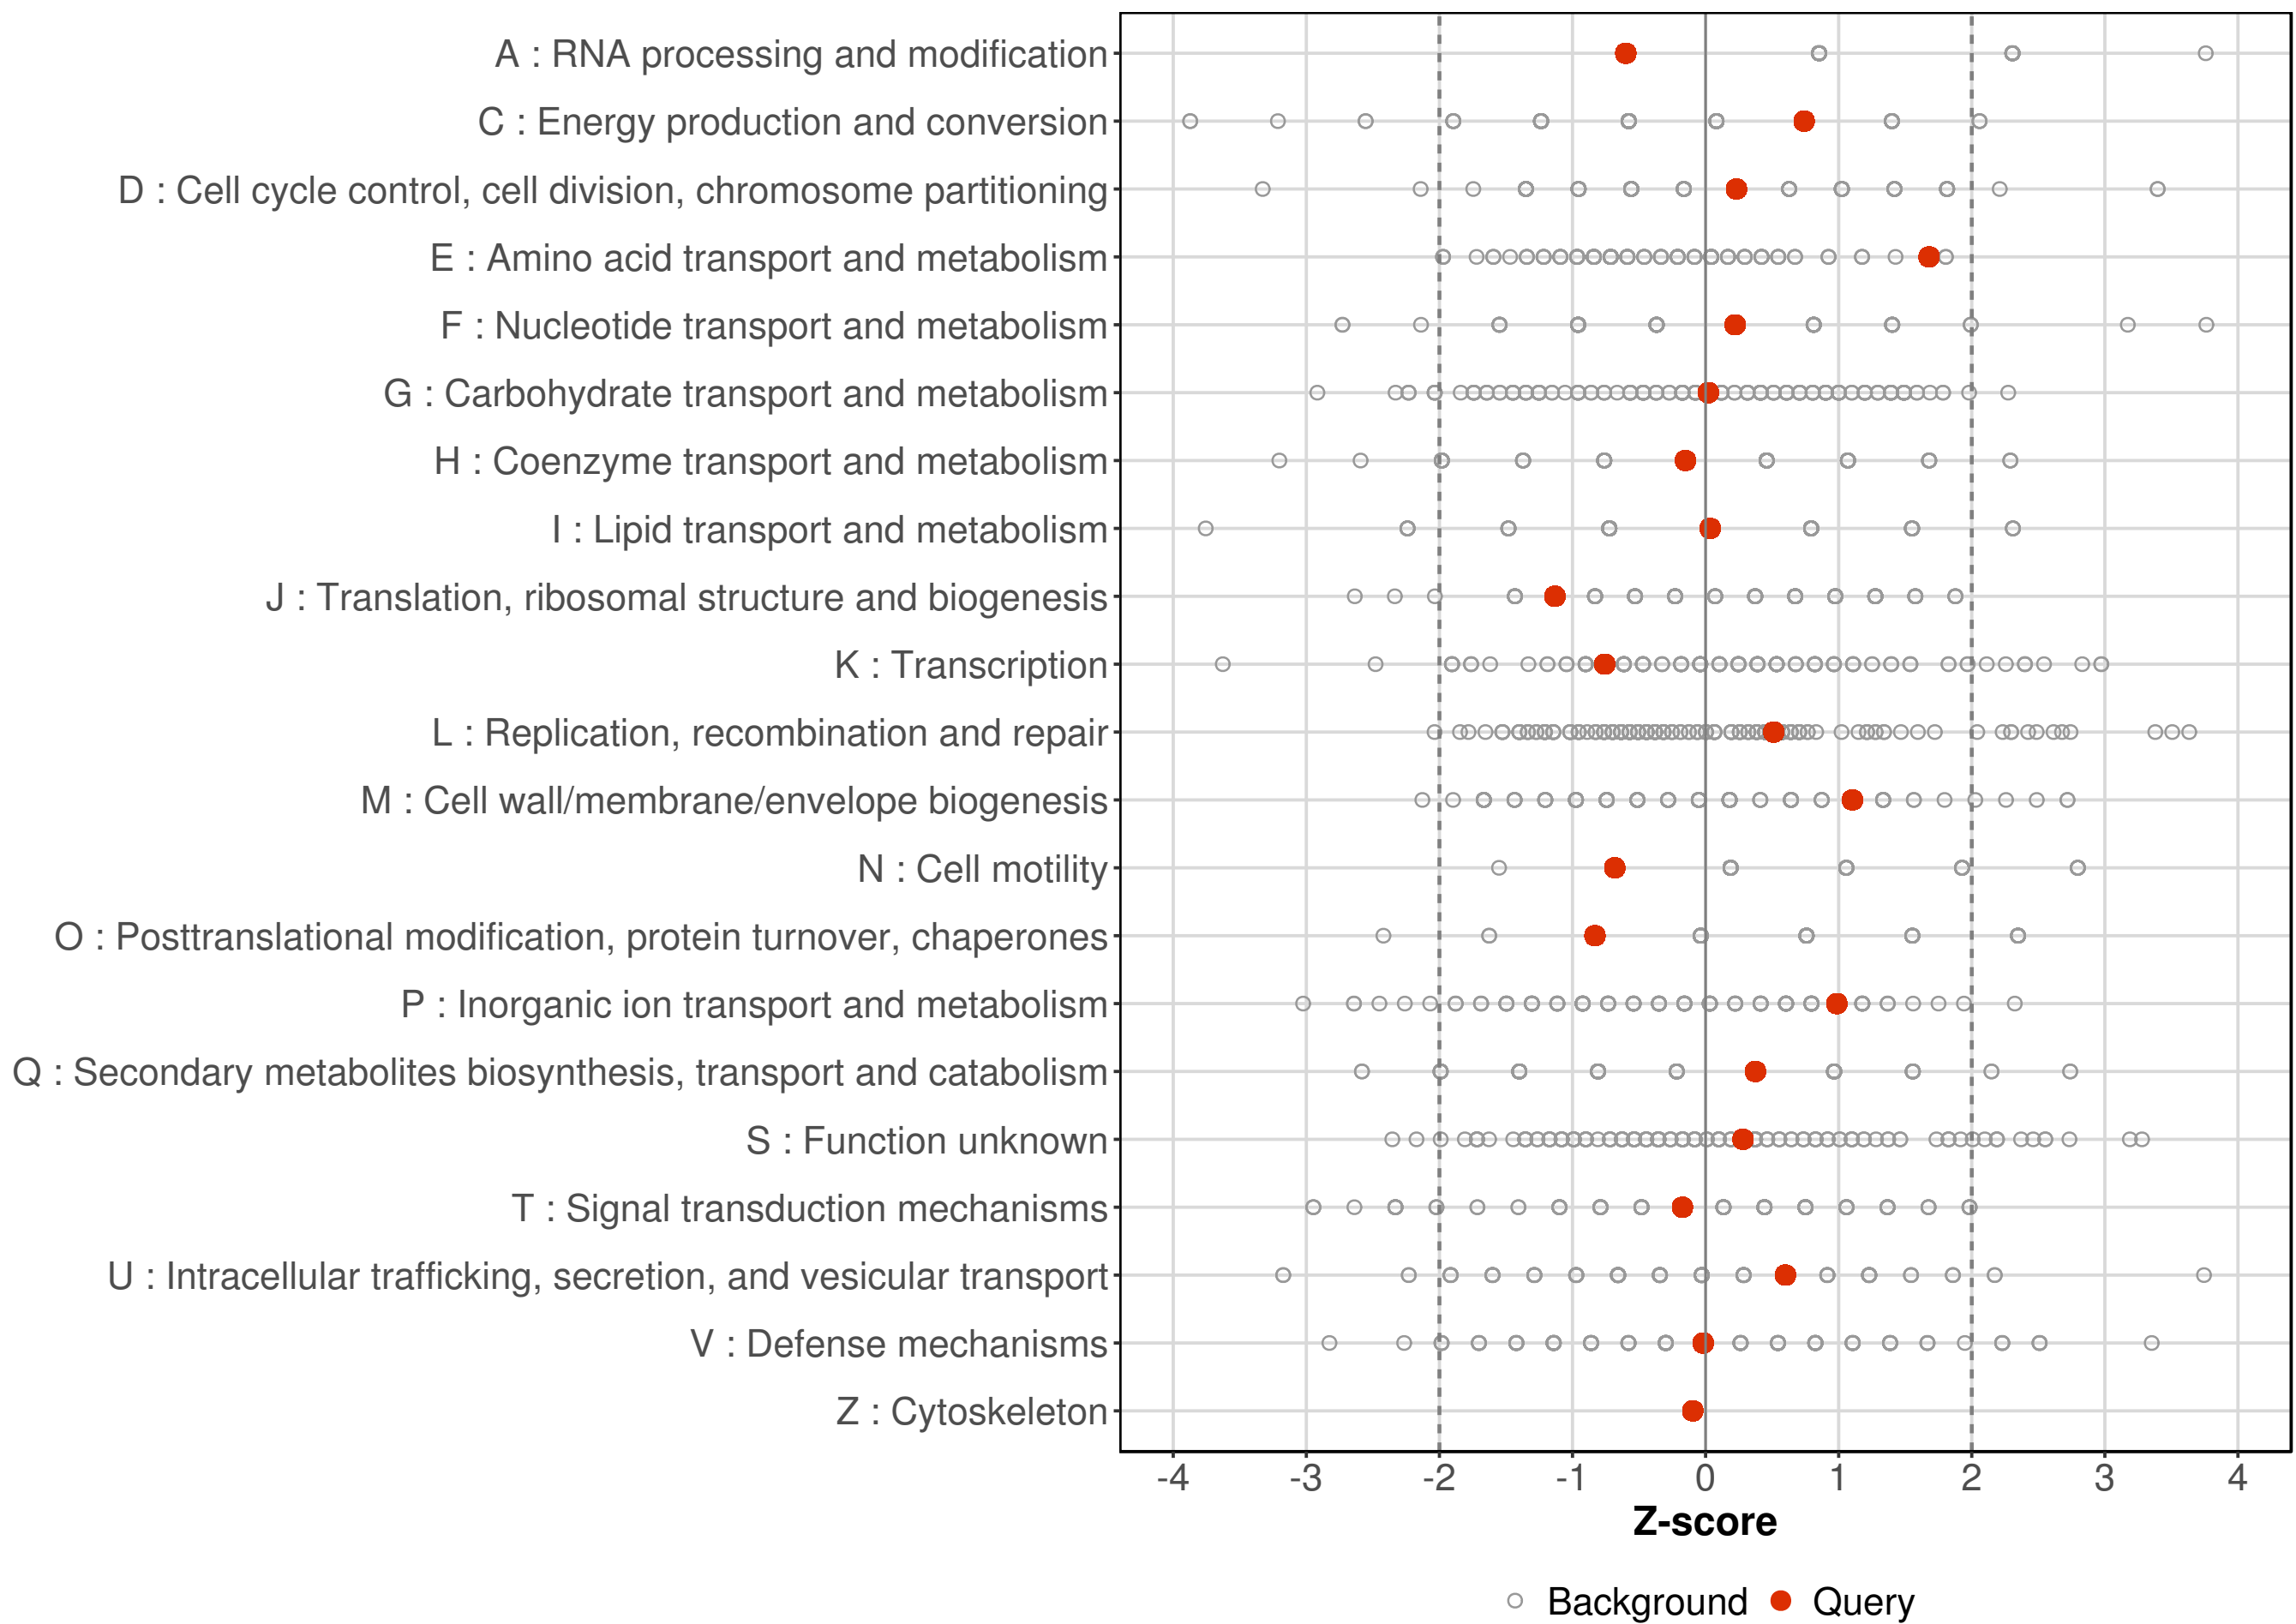 A : RNA processing and modification
C : Energy production and conversion
D : Cell cycle control, cell division, chromosome partitioning
E : Amino acid transport and metabolism
F : Nucleotide transport and metabolism
G : Carbohydrate transport and metabolism
H : Coenzyme transport and metabolism
I : Lipid transport and metabolism
J : Translation, ribosomal structure and biogenesis
K : Transcription
L : Replication, recombination and repair
M : Cell wall/membrane/envelope biogenesis
N : Cell motility
O : Posttranslational modification, protein turnover, chaperones
P : Inorganic ion transport and metabolism
Q : Secondary metabolites biosynthesis, transport and catabolism
S : Function unknown
T : Signal transduction mechanisms
U : Intracellular trafficking, secretion, and vesicular transport
V : Defense mechanisms
Z : Cytoskeleton
-4 -3 -2 -1 0 1 2 3 4
Z-score
Background Query